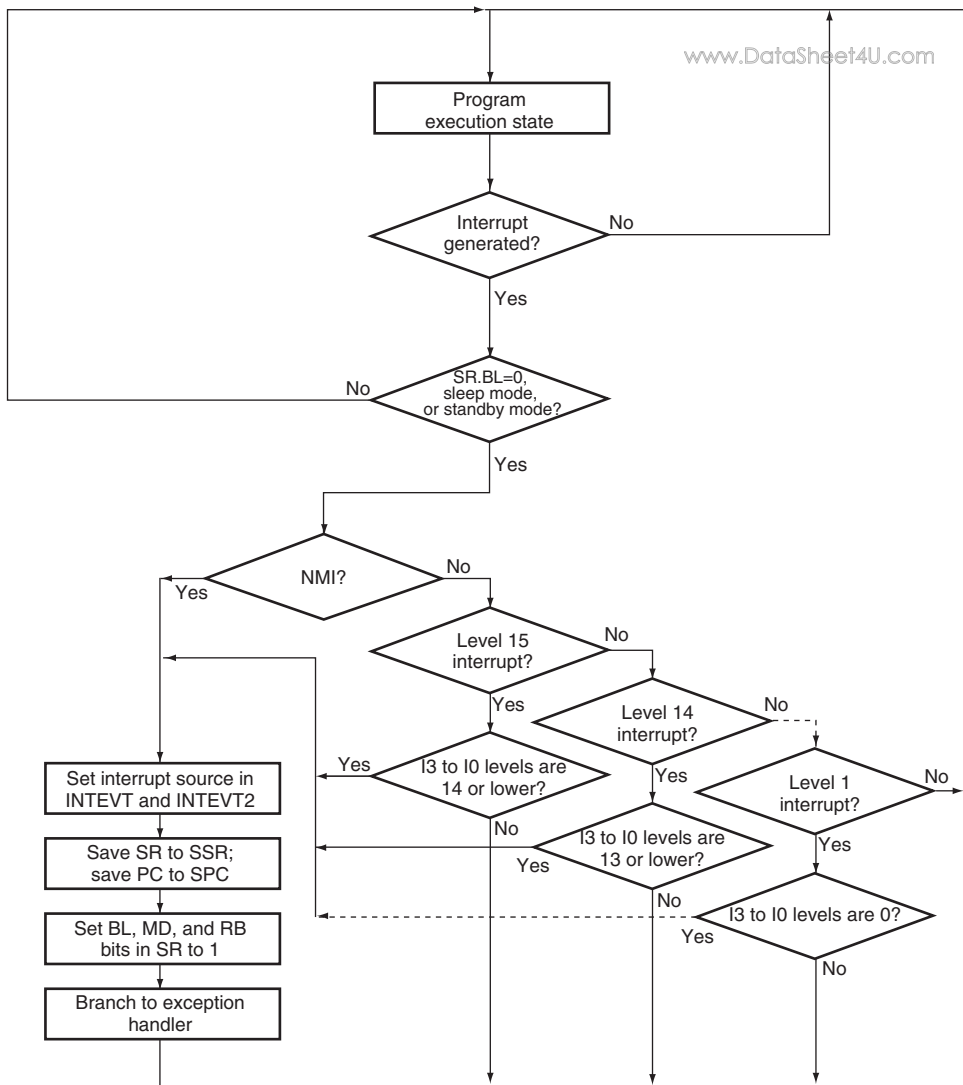 www.DataSheet4U.com
Program
execution state
Interrupt
generated?
No
Yes
SR.BL=0,
sleep mode,
or standby mode?
No
Yes
NMI?
Yes
No
Level 15
interrupt?
No
Yes
Level 14
interrupt?
No
Yes
I3 to I0 levels are
14 or lower?
Yes
No
Level 1
interrupt?
No
Yes
Set interrupt source in
INTEVT and INTEVT2
I3 to I0 levels are
13 or lower?
Yes
No
Save SR to SSR;
save PC to SPC
I3 to I0 levels are 0?
Yes
No
Set BL, MD, and RB
bits in SR to 1
Branch to exception
handler